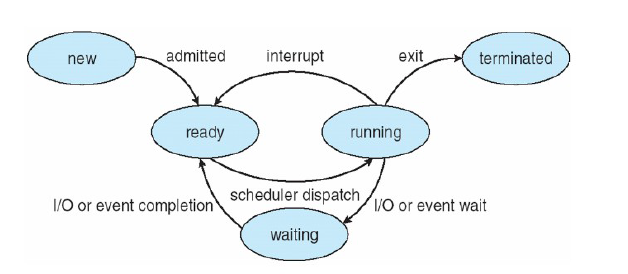 new
admitted
interrupt
exit
terminated
ready
running
I/O or event completion
scheduler dispatch
I/O or event wait
waiting